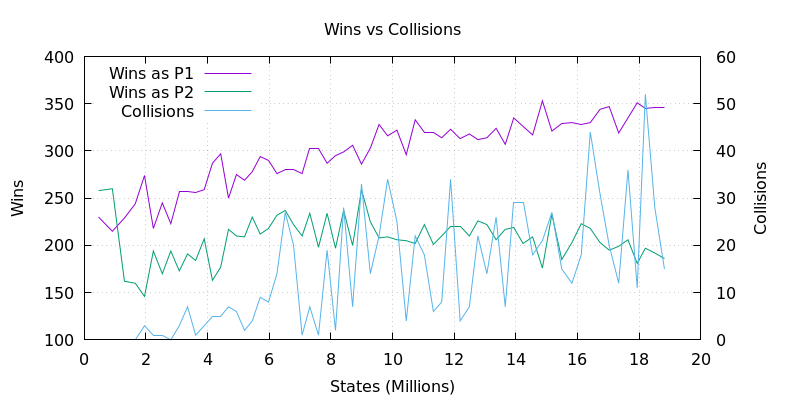 Wins vs Collisions
Wins as P1
Wins as P2
Collisions
400
350
300
250
200
150
100
60
50
40
30
20
10
0
Wins
Collisions
0 2 4 6 8 10 12 14 16 18 20
States (Millions)